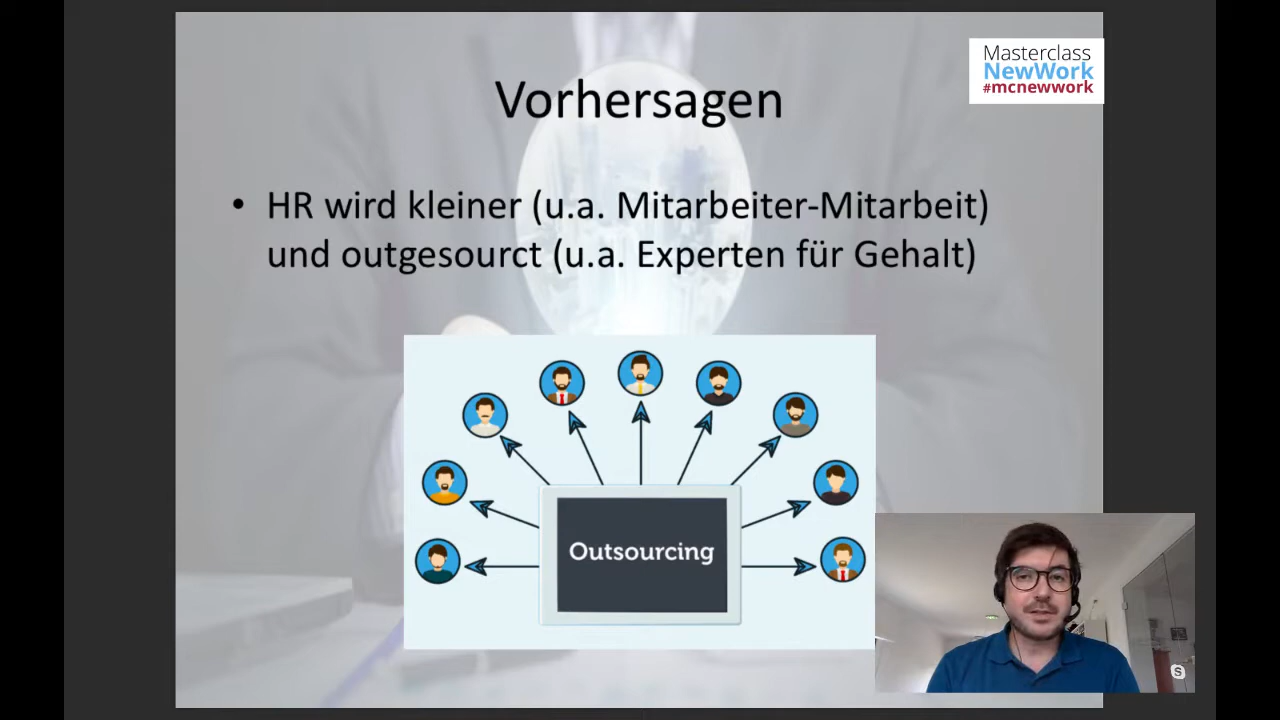 Masterclass
NewWork
#mcnewwork
Vorhersagen
• HR wird kleiner (u.a. Mitarbeiter-Mitarbeit)
und outgesourct (u.a. Experten für Gehalt)
Outsourcing